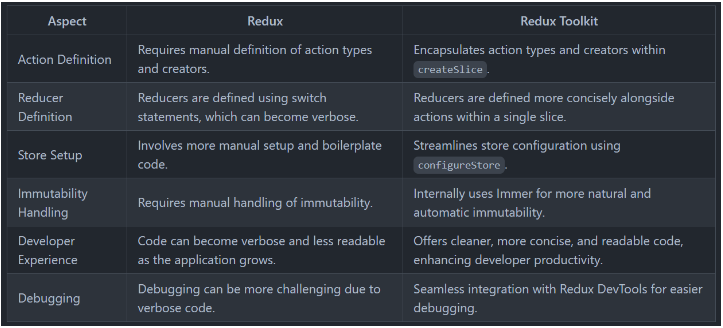 Aspect Redux Redux Toolkit
Action Definition
Requires manual definition of action types
and creators.
Encapsulates action types and creators within
createSlice.
Reducer
Definition
Reducers are defined using switch
statements, which can become verbose.
Reducers are defined more concisely alongside
actions within a single slice.
Store Setup
Involves more manual setup and boilerplate
code.
Streamlines store configuration using
configureStore.
Immutability
Handling
Requires manual handling of immutability.
Internally uses Immer for more natural and
automatic immutability.
Developer
Experience
Code can become verbose and less readable
as the application grows.
Offers cleaner, more concise, and readable code,
enhancing developer productivity.
Debugging
Debugging can be more challenging due to
verbose code.
Seamless integration with Redux DevTools for easier
debugging.